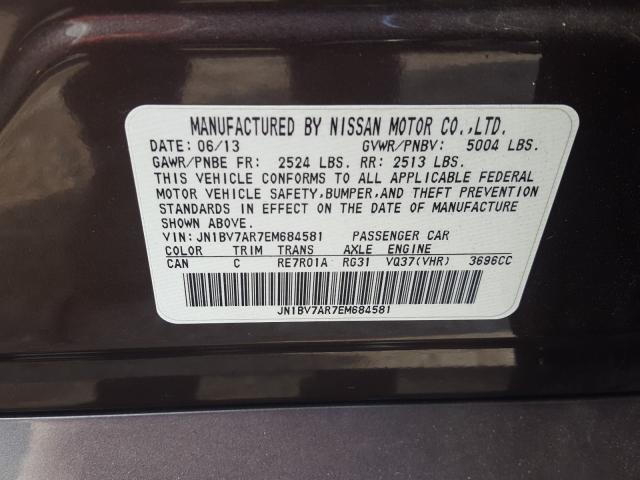 MANUFACTURED BY NISSAN MOTOR CO.,LTD.
DATE: 06/13 GVWR/PNBV: 5004 LBS.
GAWR/PNBE FR: 2524 LBS. RR: 2513 LBS.
THIS VEHICLE CONFORMS TO ALL APPLICABLE FEDERAL
MOTOR VEHICLE SAFETY,BUMPER,AND THEFT PREVENTION
STANDARDS IN EFFECT ON THE DATE OF MANUFACTURE
SHOWN ABOVE.
VIN: JN1BV7AR7EM684581 PASSENGER CAR
COLOR TRIM TRANS AXLE ENGINE
CAN C RE7R01A RG31 VQ37(VHR) 3696CC
JN1BV7AR7EM684581